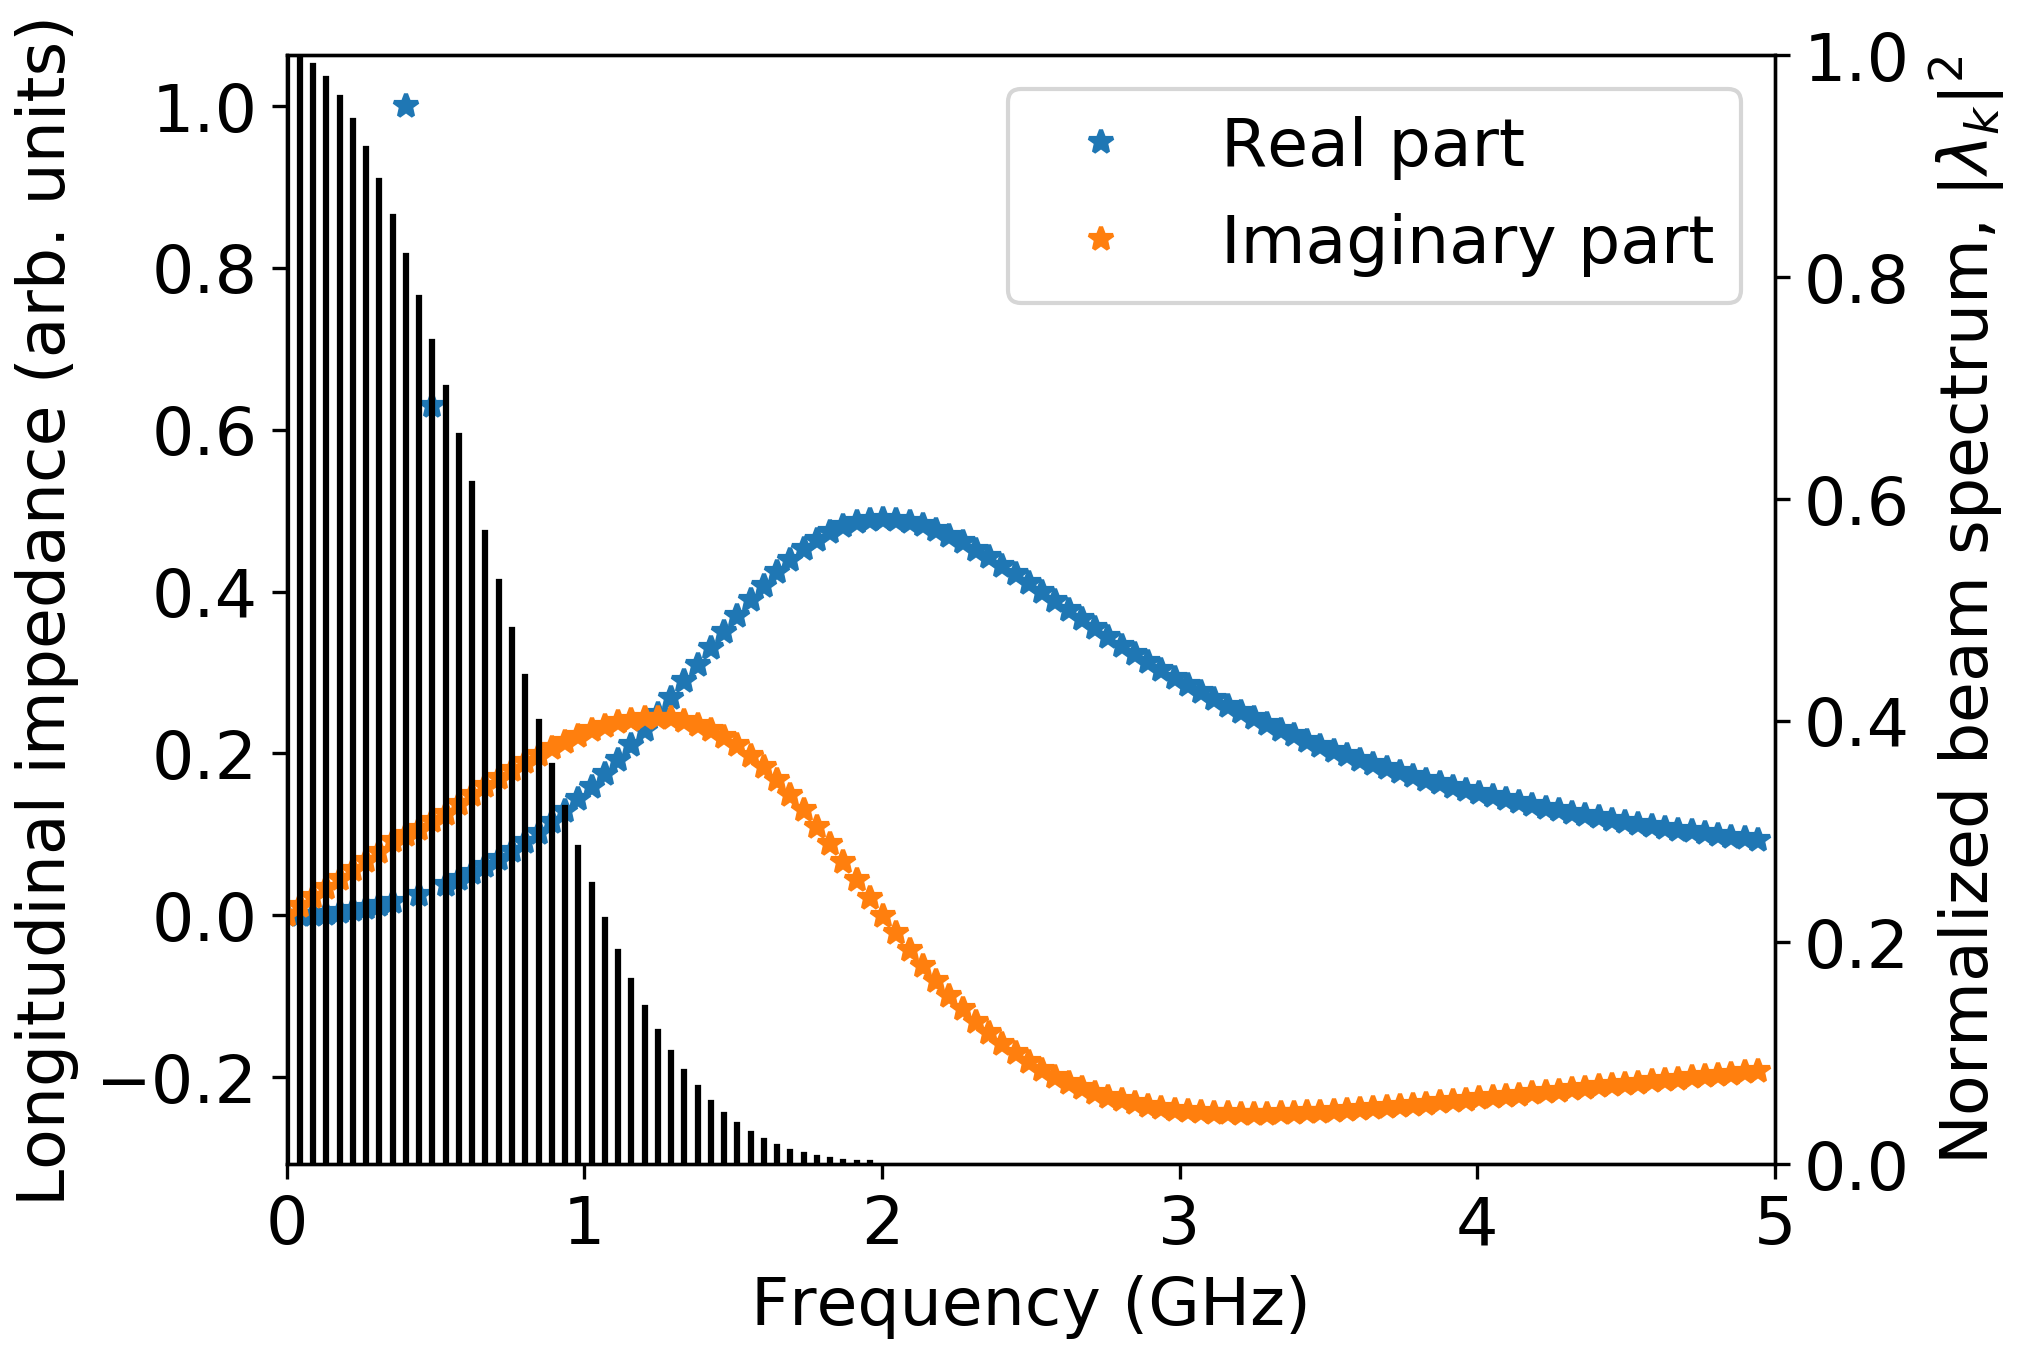 Longitudinal impedance (arb. units)
1.0
0.8
0.6
0.4
0.2
0.0
−0.2
Real part
Imaginary part
1.0
0.8
0.6
0.4
0.2
0.0
Normalized beam spectrum, |λₖ|²
0 1 2 3 4 5
Frequency (GHz)